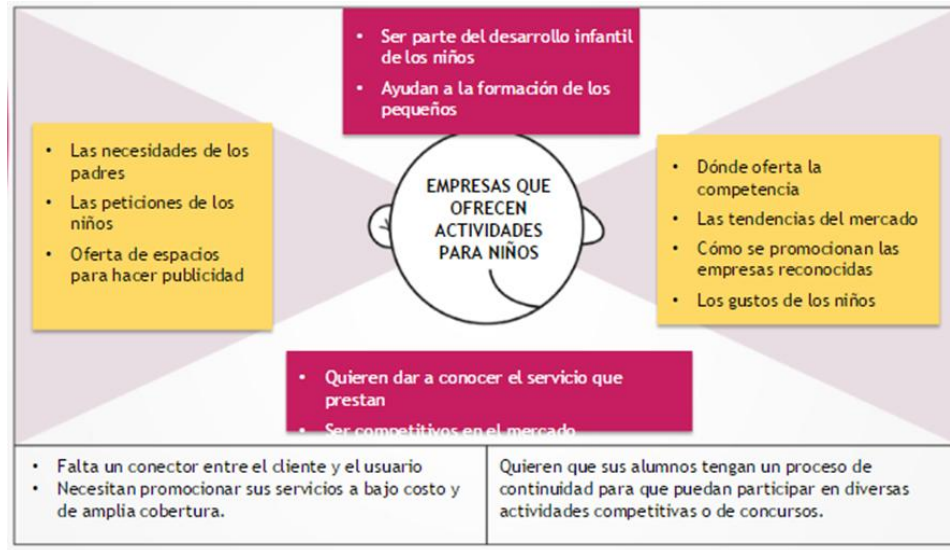 • Ser parte del desarrollo infantil
de los niños
• Ayudan a la formación de los
pequeños
• Las necesidades de los
padres
• Las peticiones de los
niños
• Oferta de espacios
para hacer publicidad
EMPRESAS QUE
OFRECEN
ACTIVIDADES
PARA NIÑOS
• Dónde oferta la
competencia
• Las tendencias del mercado
• Cómo se promocionan las
empresas reconocidas
• Los gustos de los niños
• Quieren dar a conocer el servicio que
prestan
• Ser competitivos en el mercado
• Falta un conector entre el cliente y el usuario
• Necesitan promocionar sus servicios a bajo costo y
de amplia cobertura.
Quieren que sus alumnos tengan un proceso de
continuidad para que puedan participar en diversas
actividades competitivas o de concursos.